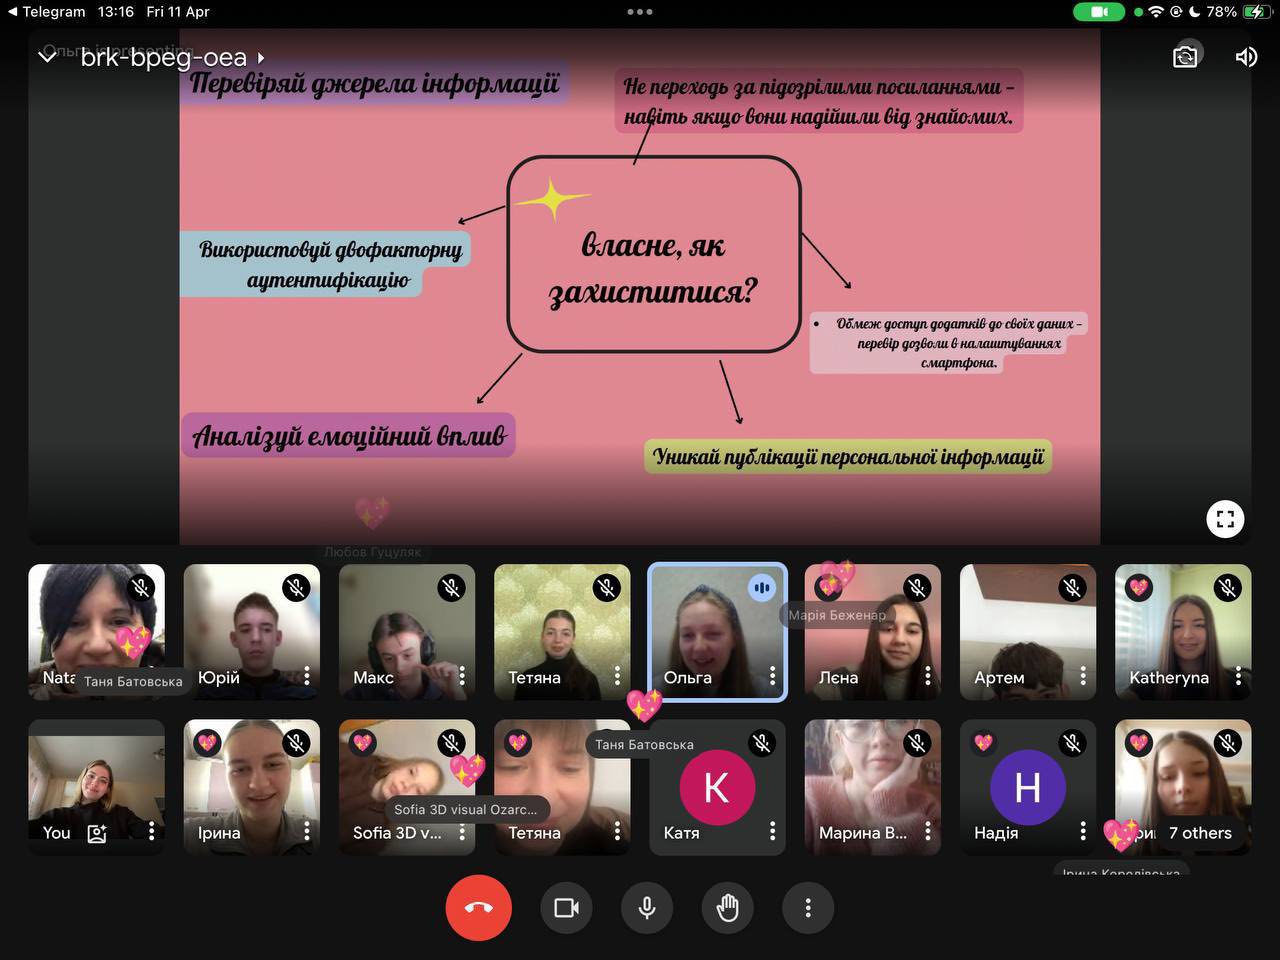 Telegram 13:16 Fri 11 Apr
78%
Ольга is presenting
brk-bpeg-oea
Перевіряй джерела інформації
Не переходь за підозрілими посиланнями –
навіть якщо вони надійшли від знайомих.
власне, як
захиститися?
Використовуй двофакторну
аутентифікацію
• Обмеж доступ додатків до своїх даних –
перевір дозволи в налаштуваннях
смартфона.
Аналізуй емоційний вплив
Уникай публікації персональної інформації
Любов Гуцуляк
Марія Беженар
Nata
Таня Батовська
Юрій
Макс
Тетяна
Ольга
Лєна
Артем
Katheryna
Таня Батовська
Sofia 3D visual Ozarc...
You
Ірина
Sofia 3D v...
Тетяна
K
Катя
Марина В...
Н
Надія
7 others
Ірина Королівська